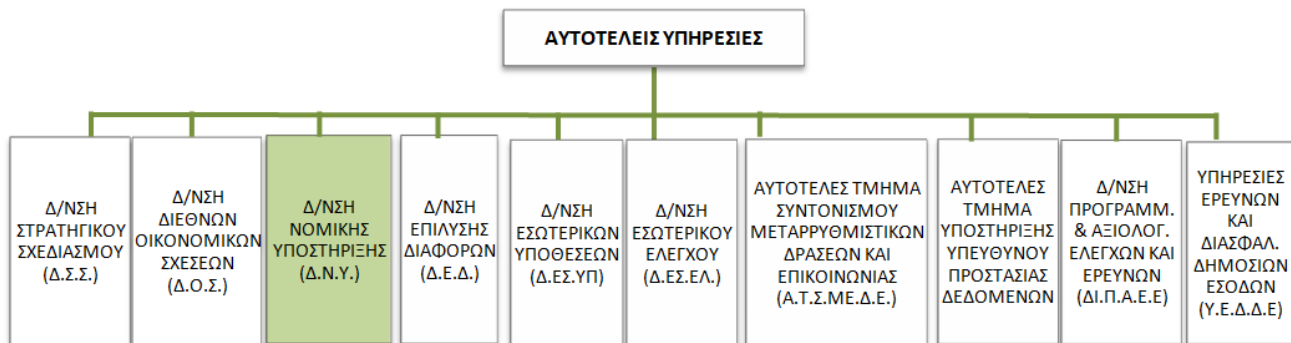 ΑΥΤΟΤΕΛΕΙΣ ΥΠΗΡΕΣΙΕΣ
Δ/ΝΣΗ
ΣΤΡΑΤΗΓΙΚΟΥ
ΣΧΕΔΙΑΣΜΟΥ
(Δ.Σ.Σ.)
Δ/ΝΣΗ
ΔΙΕΘΝΩΝ
ΟΙΚΟΝΟΜΙΚΩΝ
ΣΧΕΣΕΩΝ
(Δ.Ο.Σ.)
Δ/ΝΣΗ
ΝΟΜΙΚΗΣ
ΥΠΟΣΤΗΡΙΞΗΣ
(Δ.Ν.Υ.)
Δ/ΝΣΗ
ΕΠΙΛΥΣΗΣ
ΔΙΑΦΟΡΩΝ
(Δ.Ε.Δ.)
Δ/ΝΣΗ
ΕΣΩΤΕΡΙΚΩΝ
ΥΠΟΘΕΣΕΩΝ
(Δ.ΕΣ.ΥΠ)
Δ/ΝΣΗ
ΕΣΩΤΕΡΙΚΟΥ
ΕΛΕΓΧΟΥ
(Δ.ΕΣ.ΕΛ.)
ΑΥΤΟΤΕΛΕΣ ΤΜΗΜΑ
ΣΥΝΤΟΝΙΣΜΟΥ
ΜΕΤΑΡΡΥΘΜΙΣΤΙΚΩΝ
ΔΡΑΣΕΩΝ ΚΑΙ
ΕΠΙΚΟΙΝΩΝΙΑΣ
(Α.Τ.Σ.ΜΕ.Δ.Ε.)
ΑΥΤΟΤΕΛΕΣ
ΤΜΗΜΑ
ΥΠΟΣΤΗΡΙΞΗΣ
ΥΠΕΥΘΥΝΟΥ
ΠΡΟΣΤΑΣΙΑΣ
ΔΕΔΟΜΕΝΩΝ
Δ/ΝΣΗ
ΠΡΟΓΡΑΜΜ.
& ΑΞΙΟΛΟΓ.
ΕΛΕΓΧΩΝ ΚΑΙ
ΕΡΕΥΝΩΝ
(ΔΙ.Π.Α.Ε.Ε)
ΥΠΗΡΕΣΙΕΣ
ΕΡΕΥΝΩΝ
ΚΑΙ
ΔΙΑΣΦΑΛ.
ΔΗΜΟΣΙΩΝ
ΕΣΟΔΩΝ
(Υ.Ε.Δ.Δ.Ε)